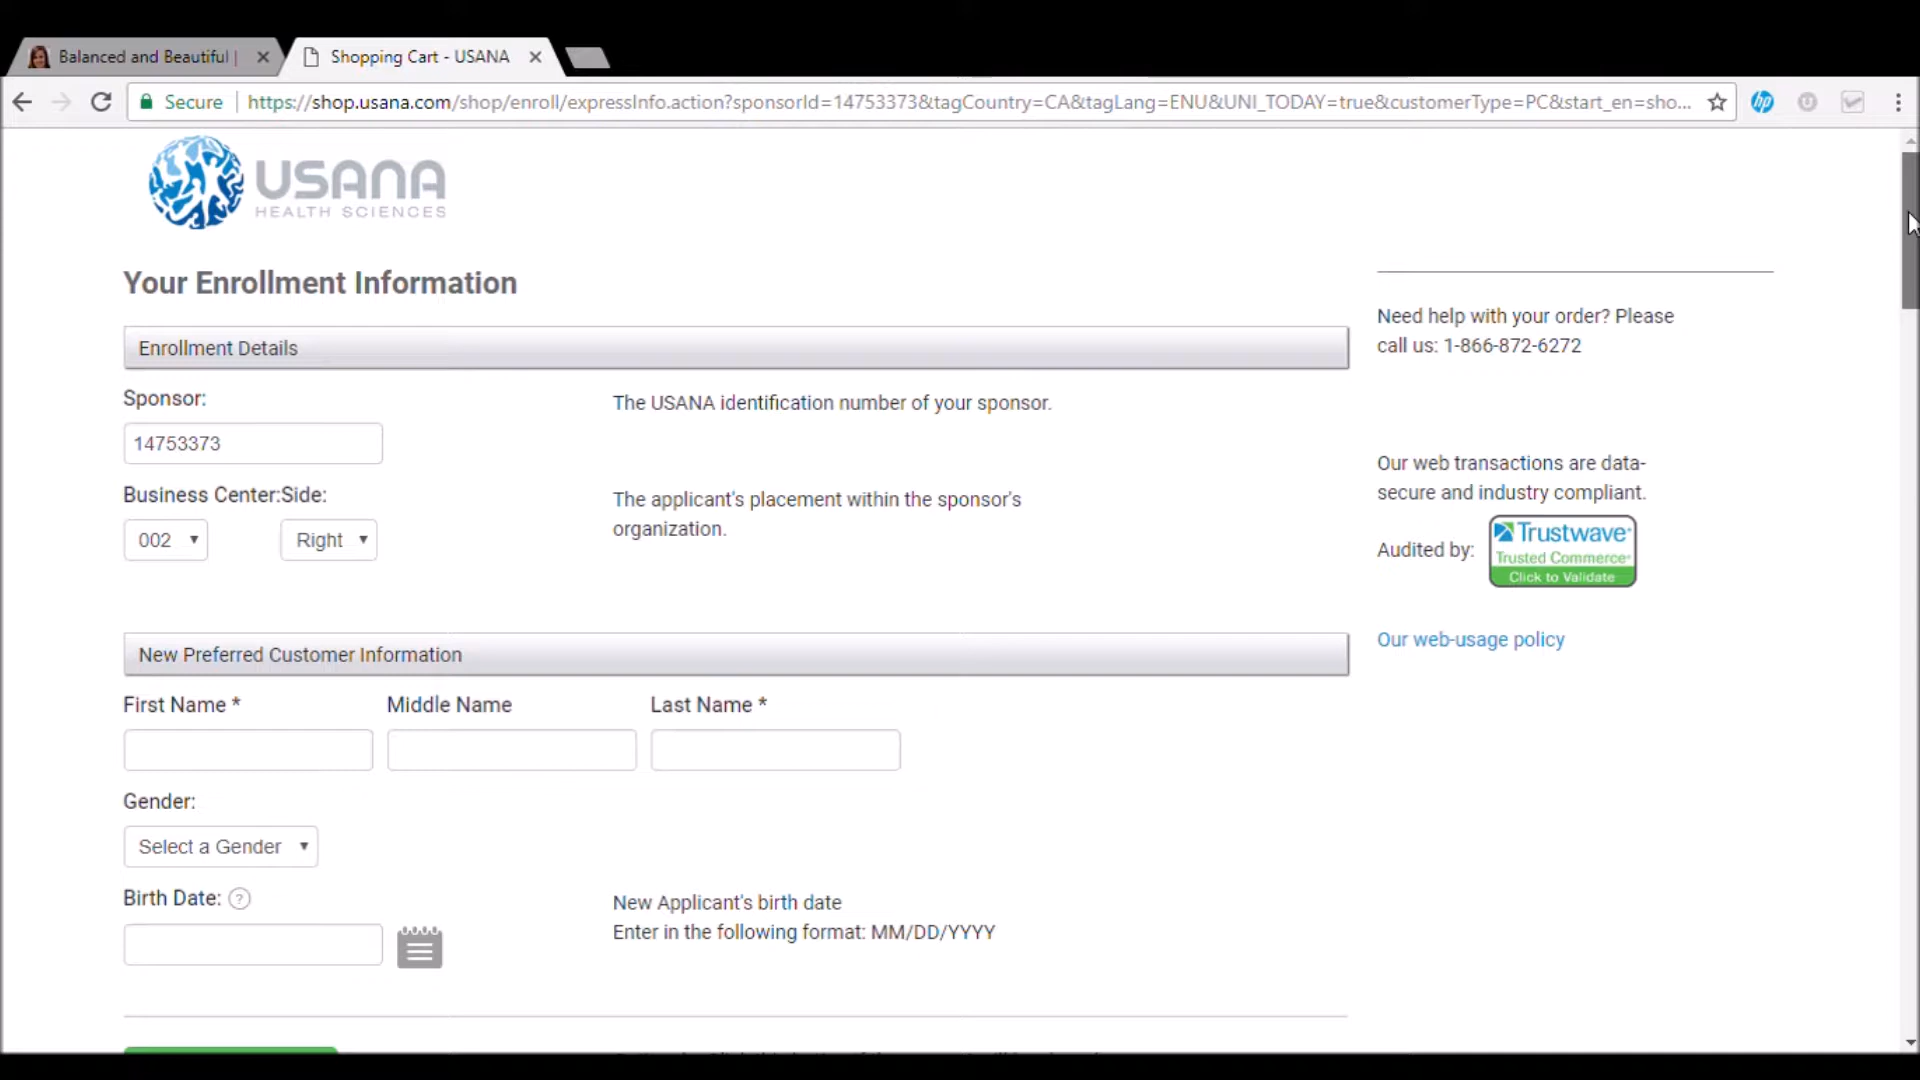 Balanced and Beautiful |
Shopping Cart - USANA
Secure
https://shop.usana.com/shop/enroll/expressInfo.action?sponsorId=14753373&tagCountry=CA&tagLang=ENU&UNI_TODAY=true&customerType=PC&start_en=sho...
hp
USANA
HEALTH SCIENCES
Your Enrollment Information
Enrollment Details
Sponsor:
The USANA identification number of your sponsor.
14753373
Business Center:Side:
The applicant's placement within the sponsor's
organization.
002
Right
New Preferred Customer Information
First Name *
Middle Name
Last Name *
Gender:
Select a Gender
Birth Date: ?
New Applicant's birth date
Enter in the following format: MM/DD/YYYY
Need help with your order? Please
call us: 1-866-872-6272
Our web transactions are data-
secure and industry compliant.
Audited by:
Trustwave
Trusted Commerce
Click to Validate
Our web-usage policy